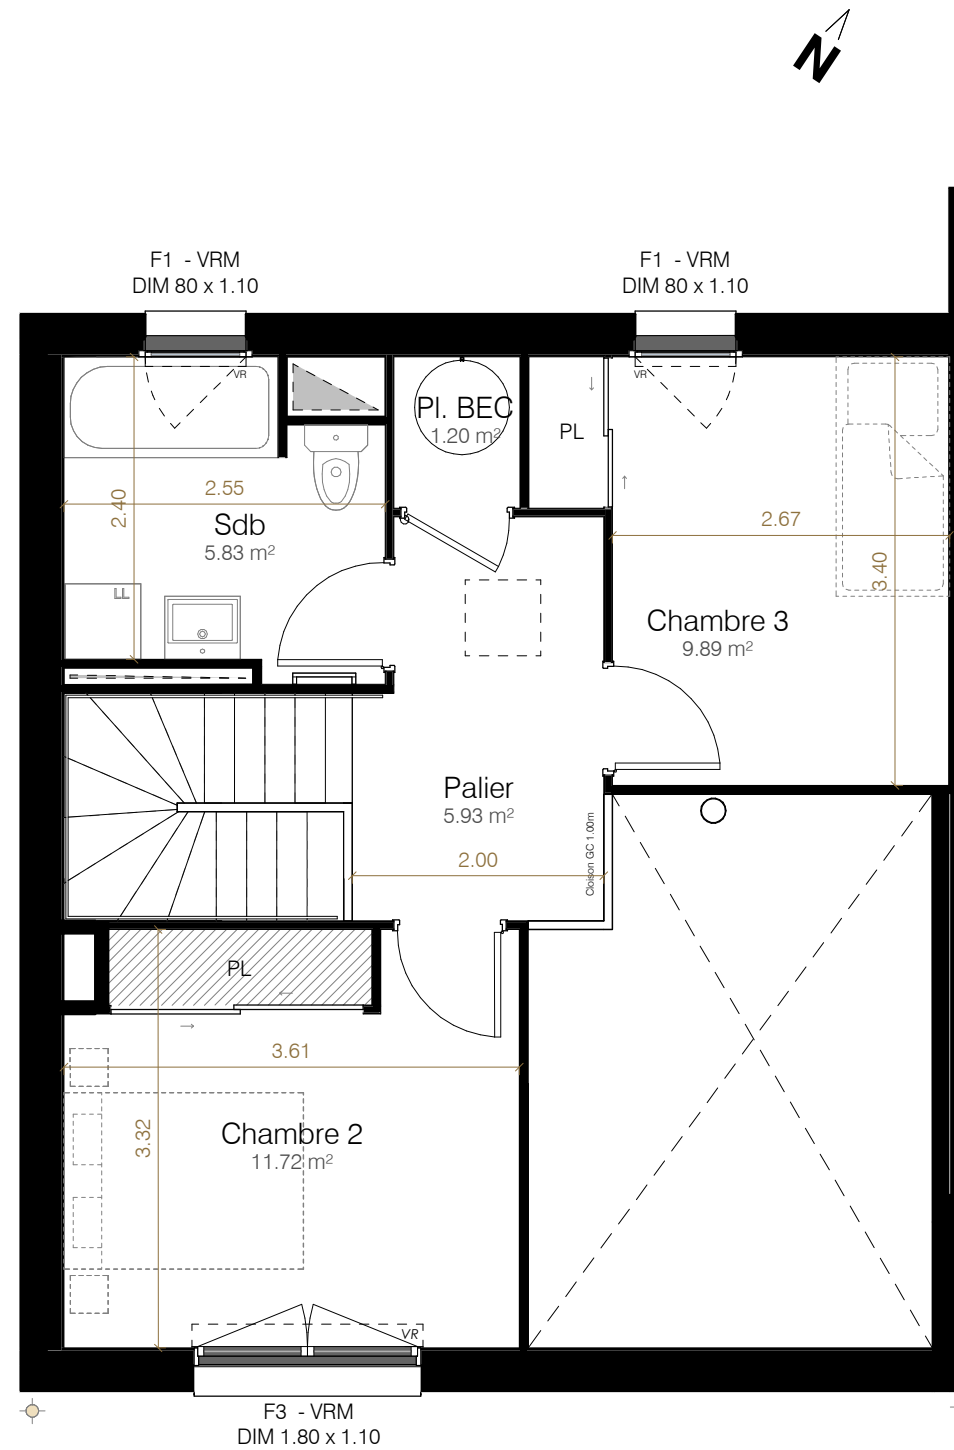 N
F1 - VRM
DIM 80 x 1.10
F1 - VRM
DIM 80 x 1.10
VR
VR
Pl. BEC
1.20 m²
PL
2.55
2.40
Sdb
5.83 m²
2.67
3.40
LL
Chambre 3
9.89 m²
Palier
5.93 m²
Cloison GC 1.00m
2.00
PL
3.61
3.32
Chambre 2
11.72 m²
VR
F3 - VRM
DIM 1.80 x 1.10